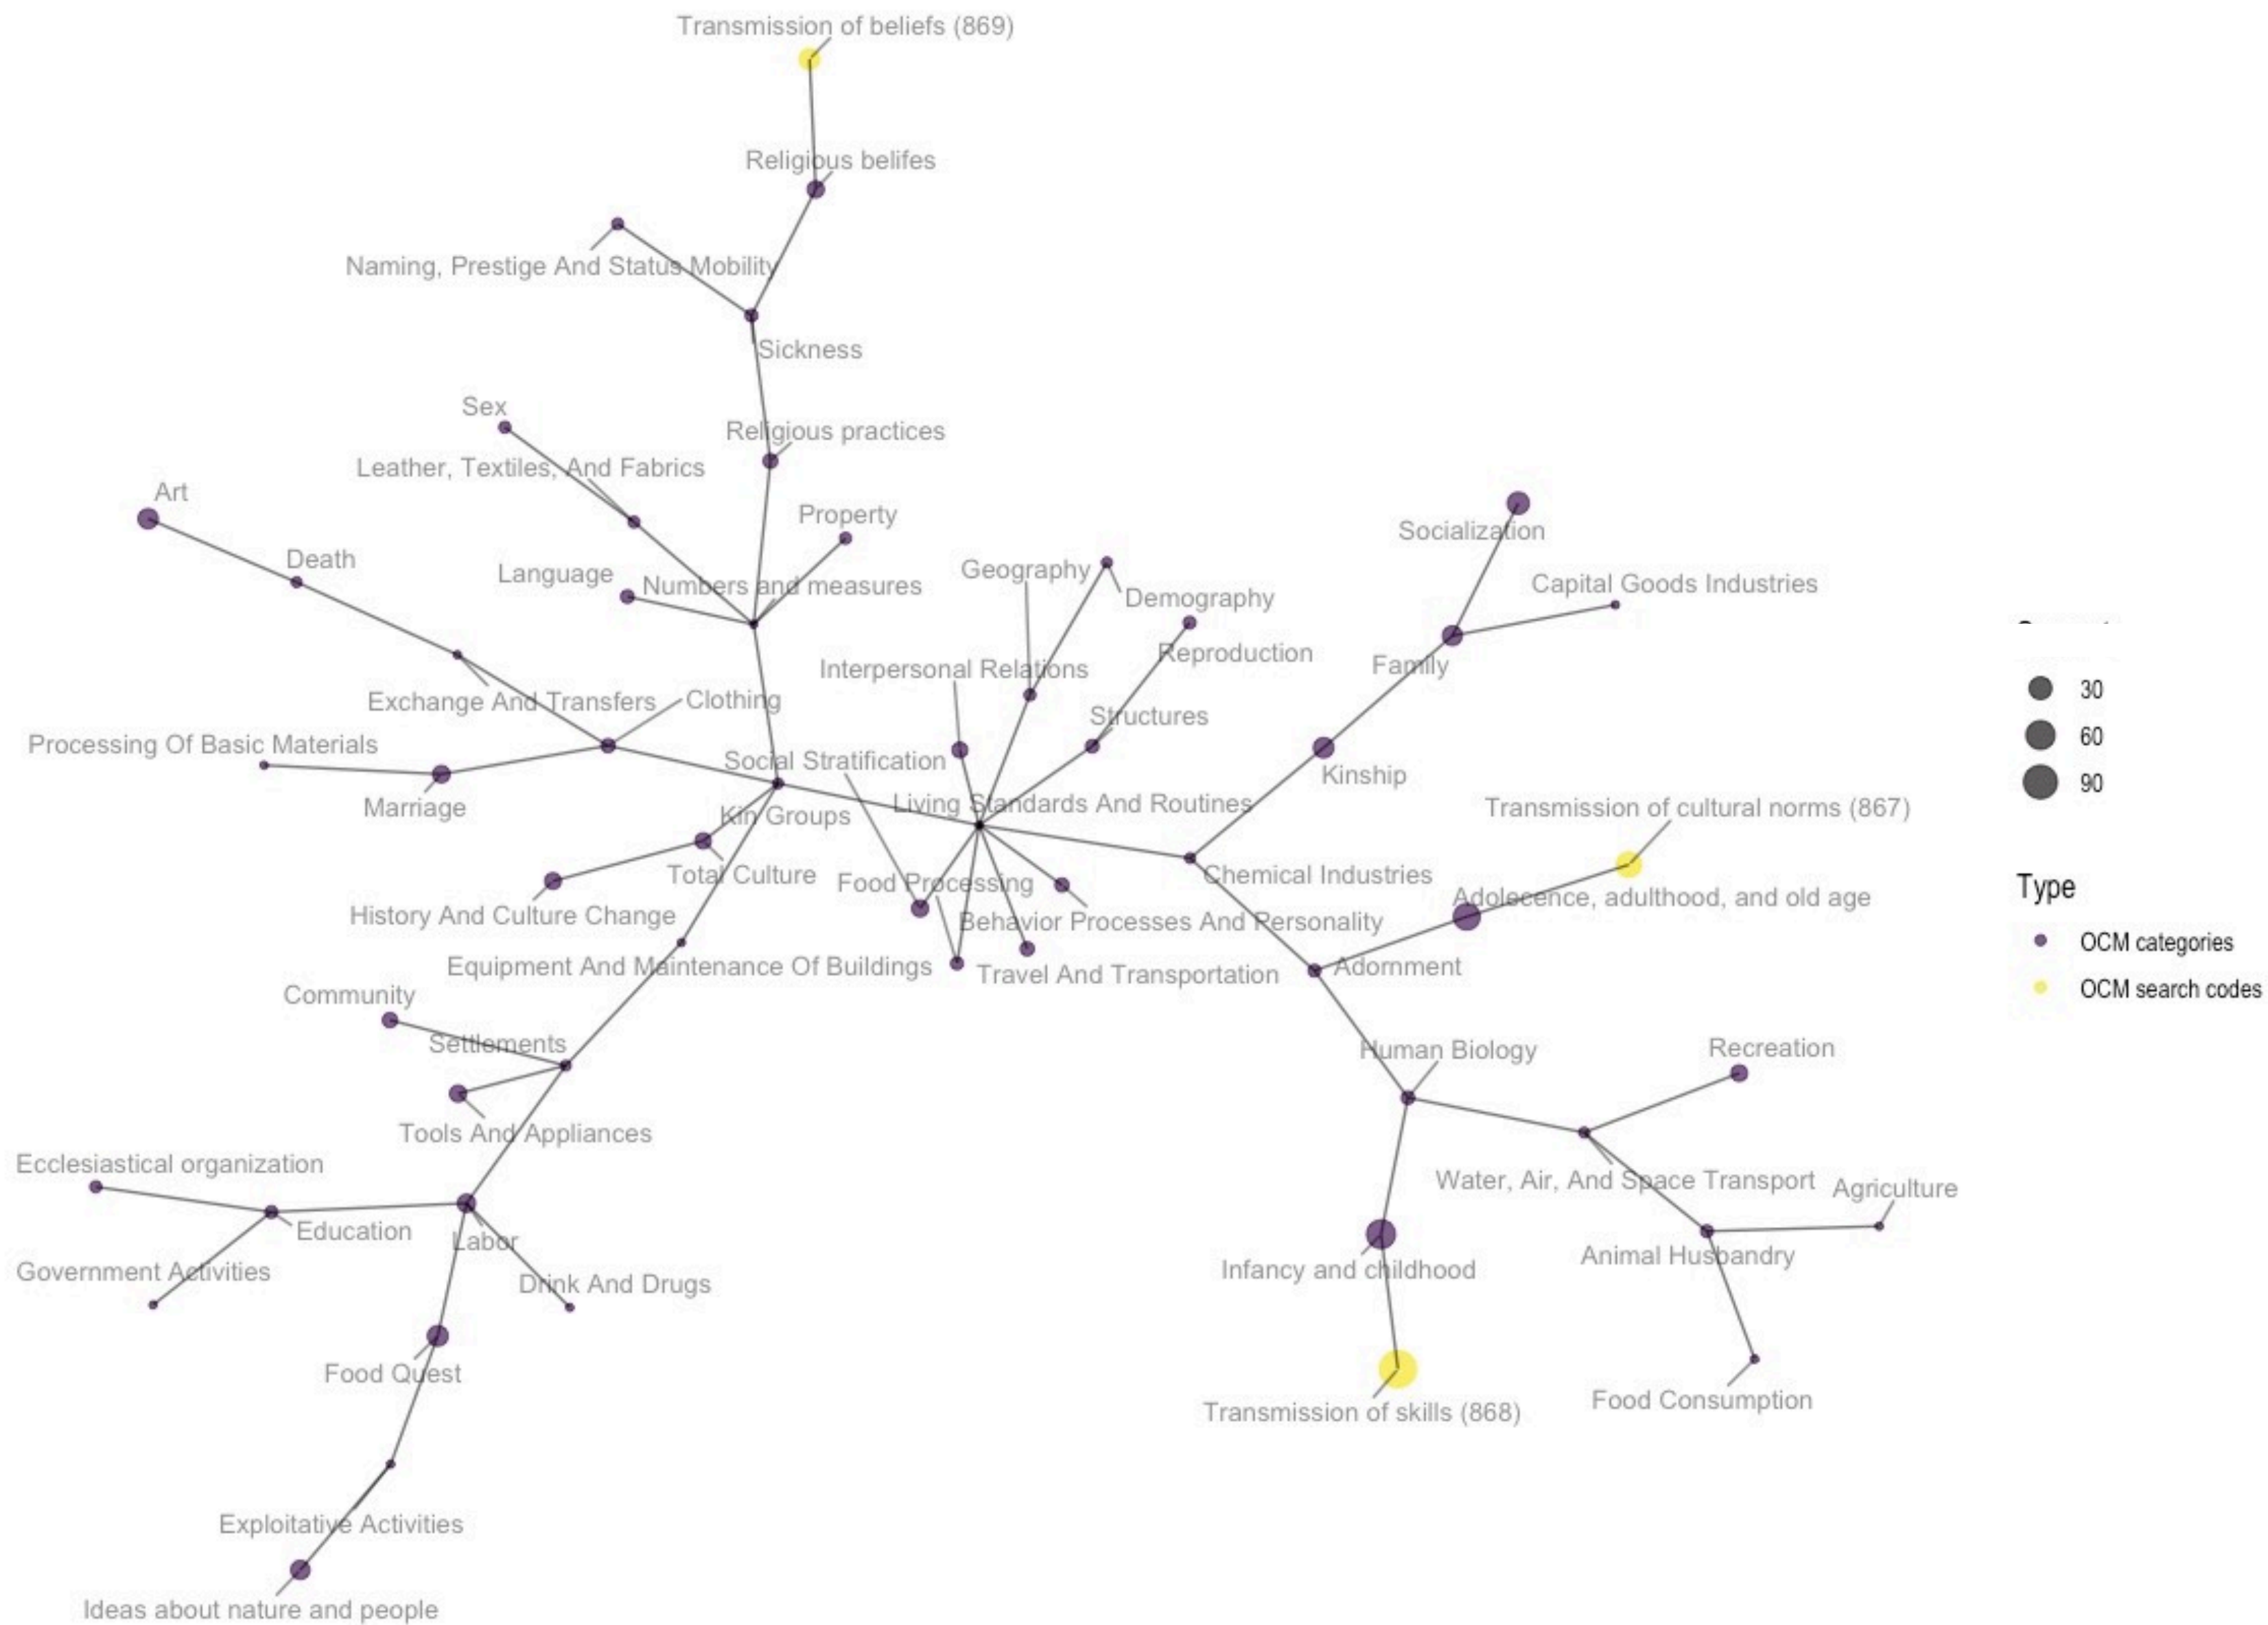 Transmission of beliefs (869)
Religious belifes
Naming, Prestige And Status Mobility
Sickness
Sex
Religious practices
Leather, Textiles, And Fabrics
Art
Property
Socialization
Death
Language
Numbers and measures
Geography
Demography
Capital Goods Industries
Reproduction
Interpersonal Relations
Family
Exchange And Transfers
Clothing
Structures
Processing Of Basic Materials
Social Stratification
Kinship
Marriage
Kin Groups
Living Standards And Routines
Transmission of cultural norms (867)
Total Culture
Food Processing
Chemical Industries
Adolecence, adulthood, and old age
History And Culture Change
Behavior Processes And Personality
Equipment And Maintenance Of Buildings
Travel And Transportation
Adornment
Community
Settlements
Human Biology
Recreation
Tools And Appliances
Ecclesiastical organization
Water, Air, And Space Transport
Agriculture
Education
Labor
Government Activities
Drink And Drugs
Infancy and childhood
Animal Husbandry
Food Quest
Transmission of skills (868)
Food Consumption
Exploitative Activities
Ideas about nature and people
30
60
90
Type
OCM categories
OCM search codes